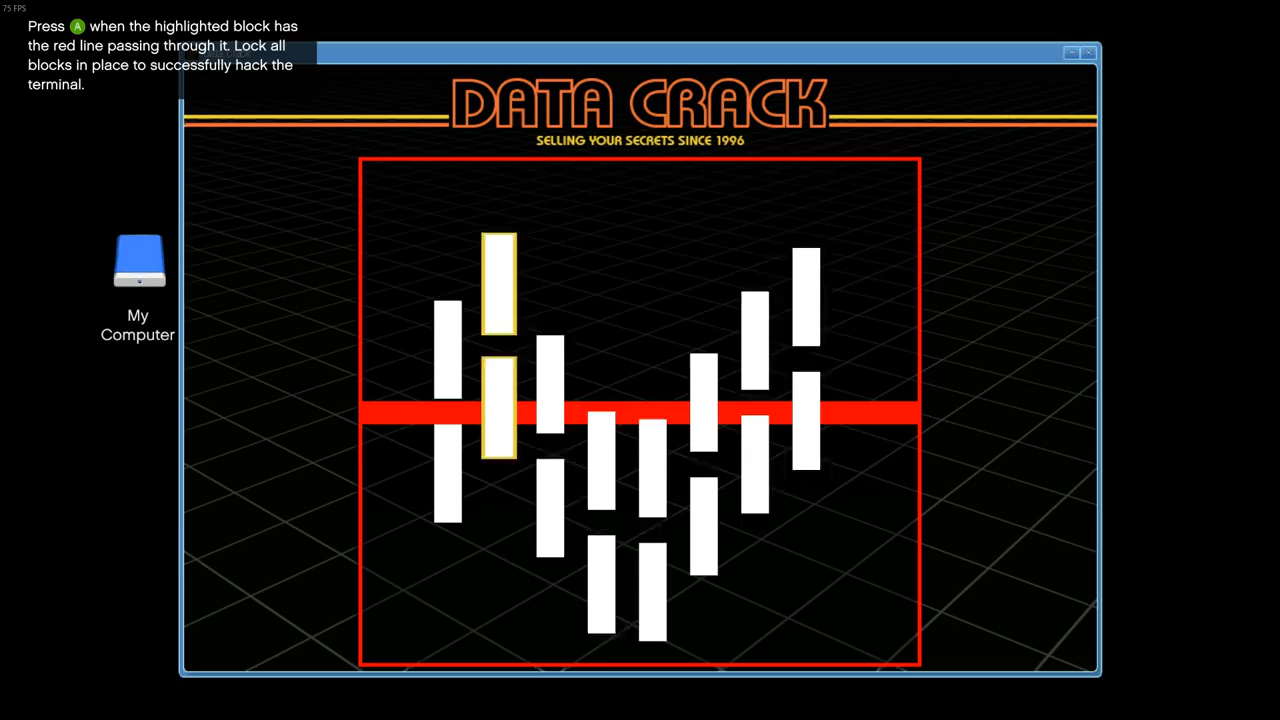 75 FPS
Press A when the highlighted block has
the red line passing through it. Lock all
blocks in place to successfully hack the
terminal.
DATA CRACK
SELLING YOUR SECRETS SINCE 1996
My
Computer